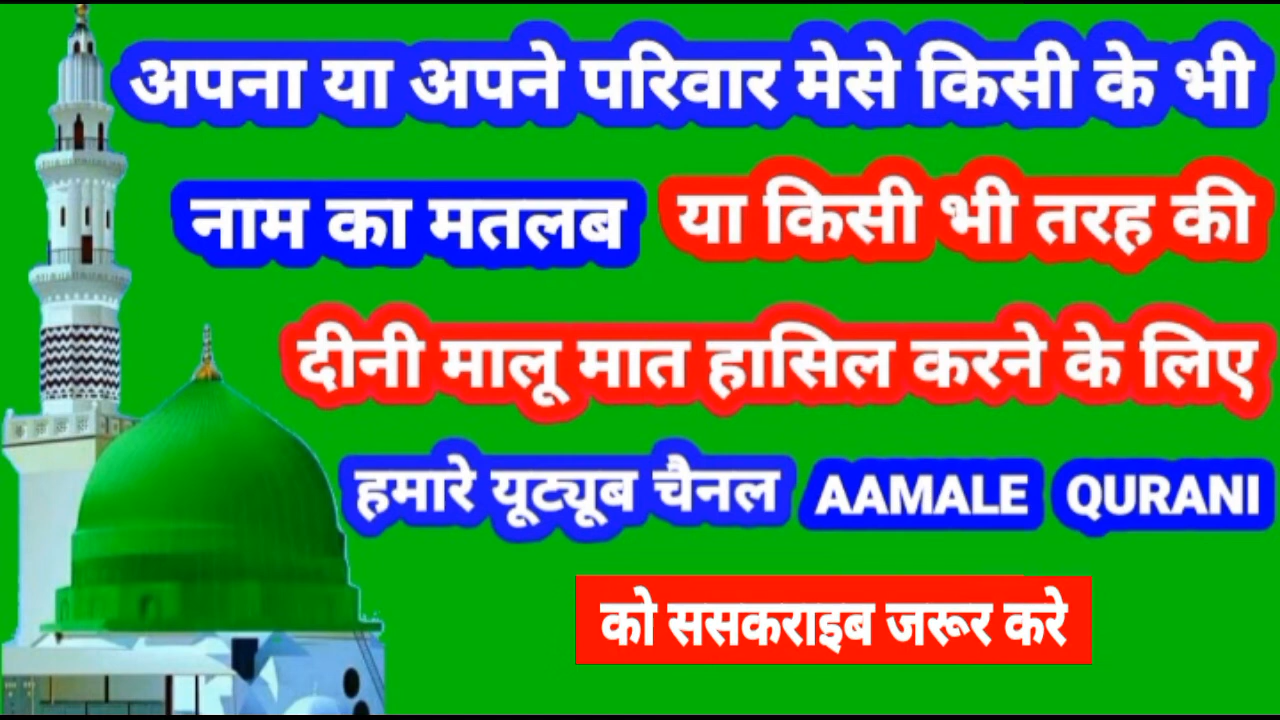 अपना या अपने परिवार मेसे किसी के भी
नाम का मतलब या किसी भी तरह की
दीनी मालू मात हासिल करने के लिए
हमारे यूट्यूब चैनल AAMALE QURANI
को ससकराइब जरूर करे